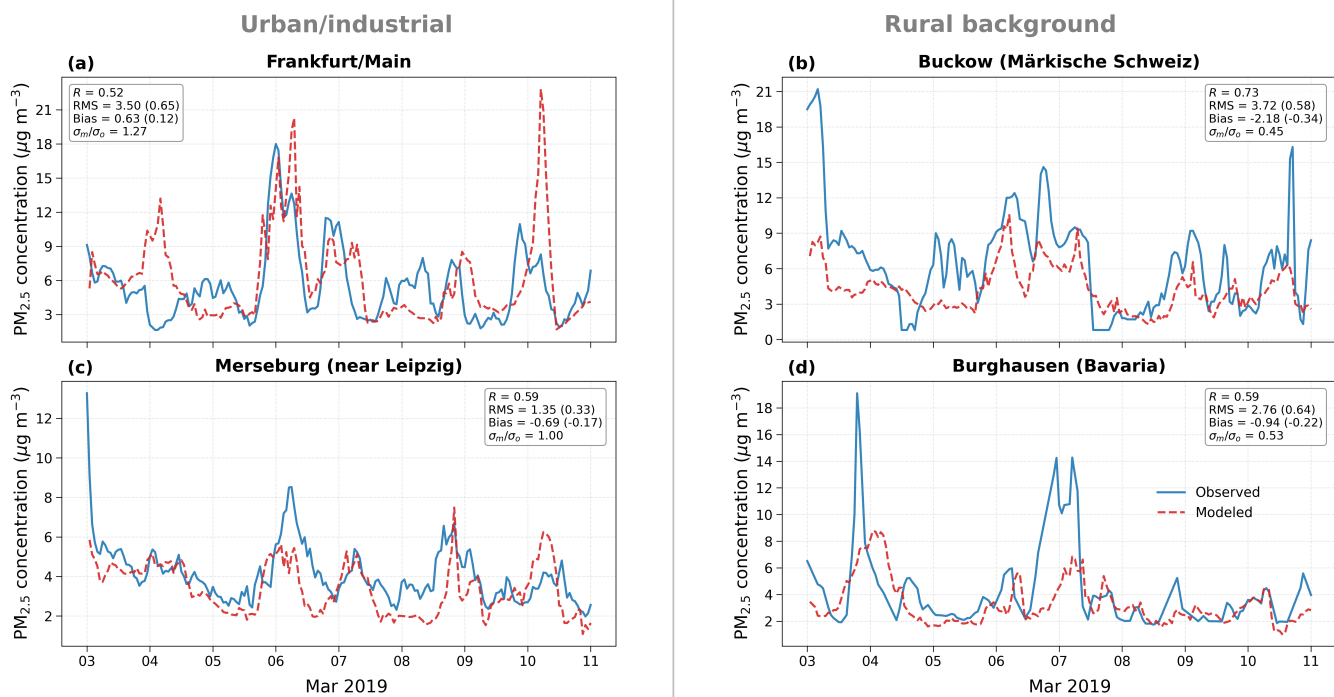 Urban/industrial
Rural background
(a)
Frankfurt/Main
R = 0.52
RMS = 3.50 (0.65)
Bias = 0.63 (0.12)
σm/σo = 1.27
PM2.5 concentration (μg m−3)
21
18
15
12
9
6
3
(b)
Buckow (Märkische Schweiz)
R = 0.73
RMS = 3.72 (0.58)
Bias = -2.18 (-0.34)
σm/σo = 0.45
PM2.5 concentration (μg m−3)
21
18
15
12
9
6
3
0
(c)
Merseburg (near Leipzig)
R = 0.59
RMS = 1.35 (0.33)
Bias = -0.69 (-0.17)
σm/σo = 1.00
PM2.5 concentration (μg m−3)
12
10
8
6
4
2
03 04 05 06 07 08 09 10 11
Mar 2019
(d)
Burghausen (Bavaria)
R = 0.59
RMS = 2.76 (0.64)
Bias = -0.94 (-0.22)
σm/σo = 0.53
Observed
Modeled
PM2.5 concentration (μg m−3)
18
16
14
12
10
8
6
4
2
03 04 05 06 07 08 09 10 11
Mar 2019